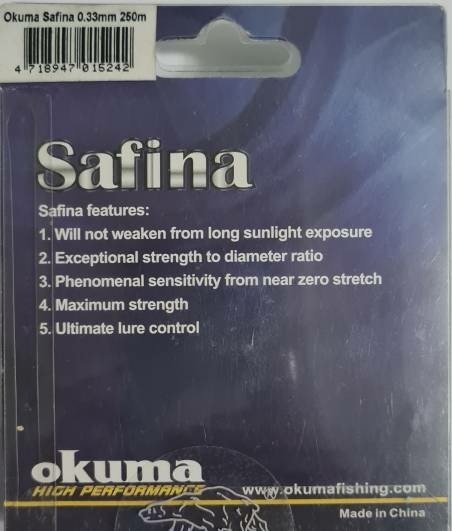 Okuma Safina 0.33mm 250m
4 718947 015242
Safina
Safina features:
1. Will not weaken from long sunlight exposure
2. Exceptional strength to diameter ratio
3. Phenomenal sensitivity from near zero stretch
4. Maximum strength
5. Ultimate lure control
okuma
HIGH PERFORMANCE
www.okumafishing.com
Made in China